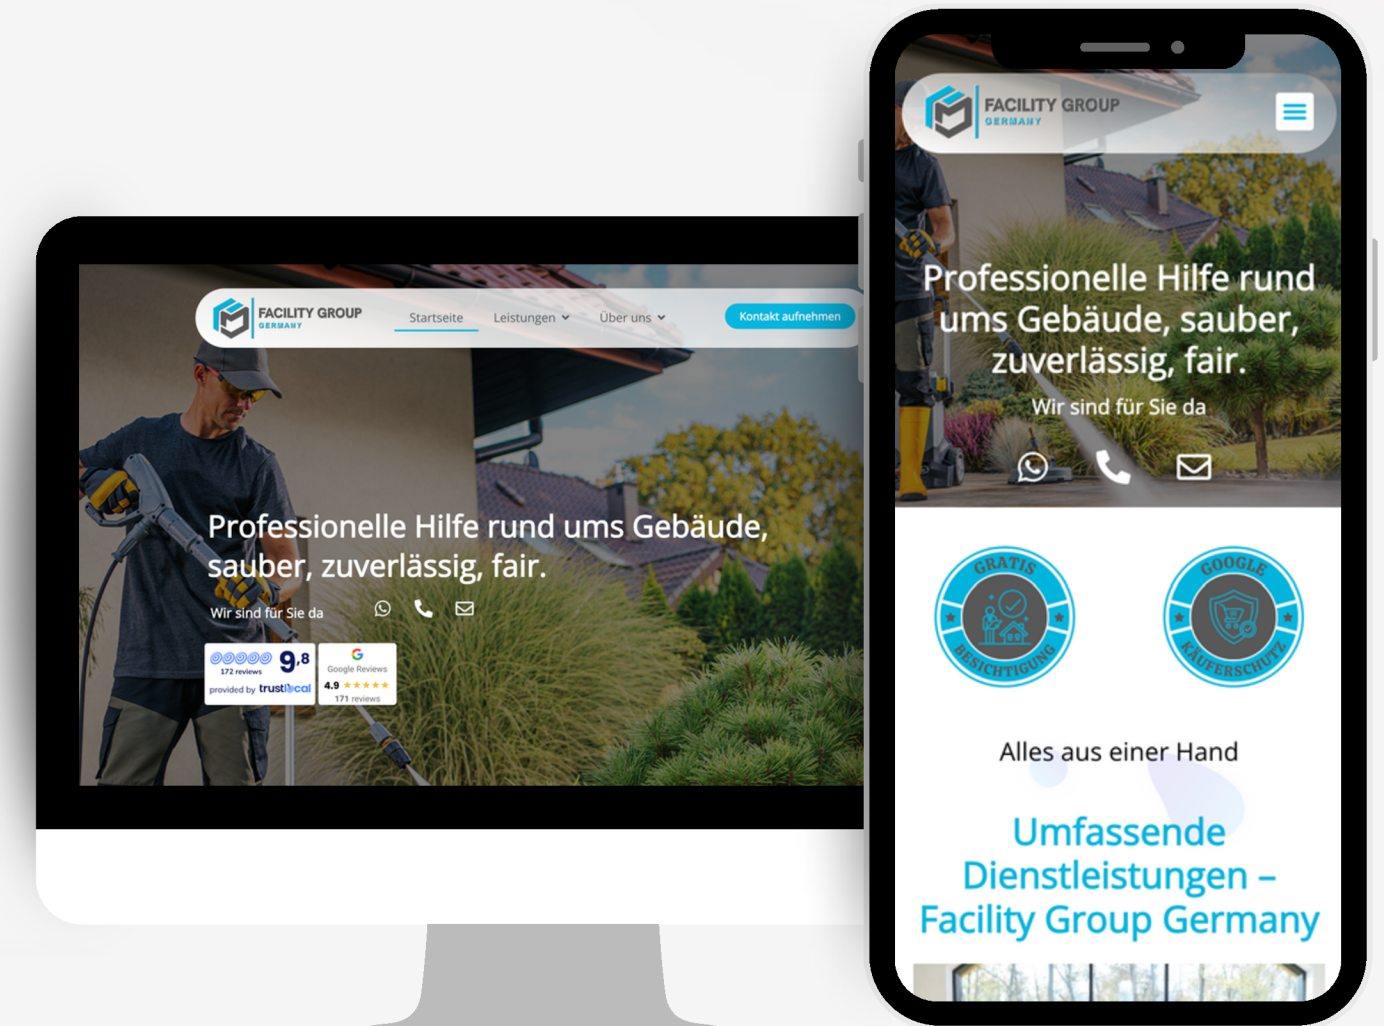 FACILITY GROUP
GERMANY
Startseite
Leistungen
Über uns
Kontakt aufnehmen
Professionelle Hilfe rund ums Gebäude,
sauber, zuverlässig, fair.
Wir sind für Sie da
9,8
172 reviews
provided by trustlocal
Google Reviews
4.9
171 reviews
FACILITY GROUP
GERMANY
Professionelle Hilfe rund
ums Gebäude, sauber,
zuverlässig, fair.
Wir sind für Sie da
GRATIS
BESICHTIGUNG
GOOGLE
KÄUFERSCHUTZ
Alles aus einer Hand
Umfassende
Dienstleistungen –
Facility Group Germany